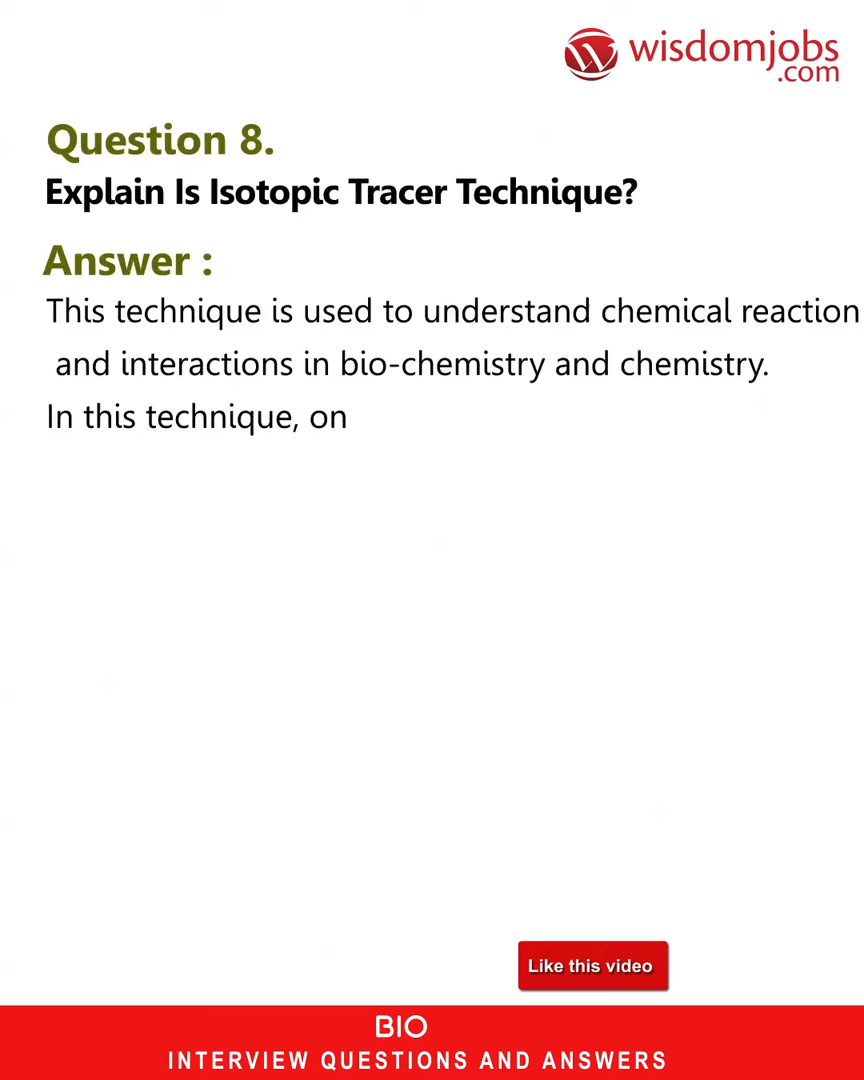 wisdomjobs
.com
Question 8.
Explain Is Isotopic Tracer Technique?
Answer :
This technique is used to understand chemical reaction
and interactions in bio-chemistry and chemistry.
In this technique, on
Like this video
BIO
INTERVIEW QUESTIONS AND ANSWERS